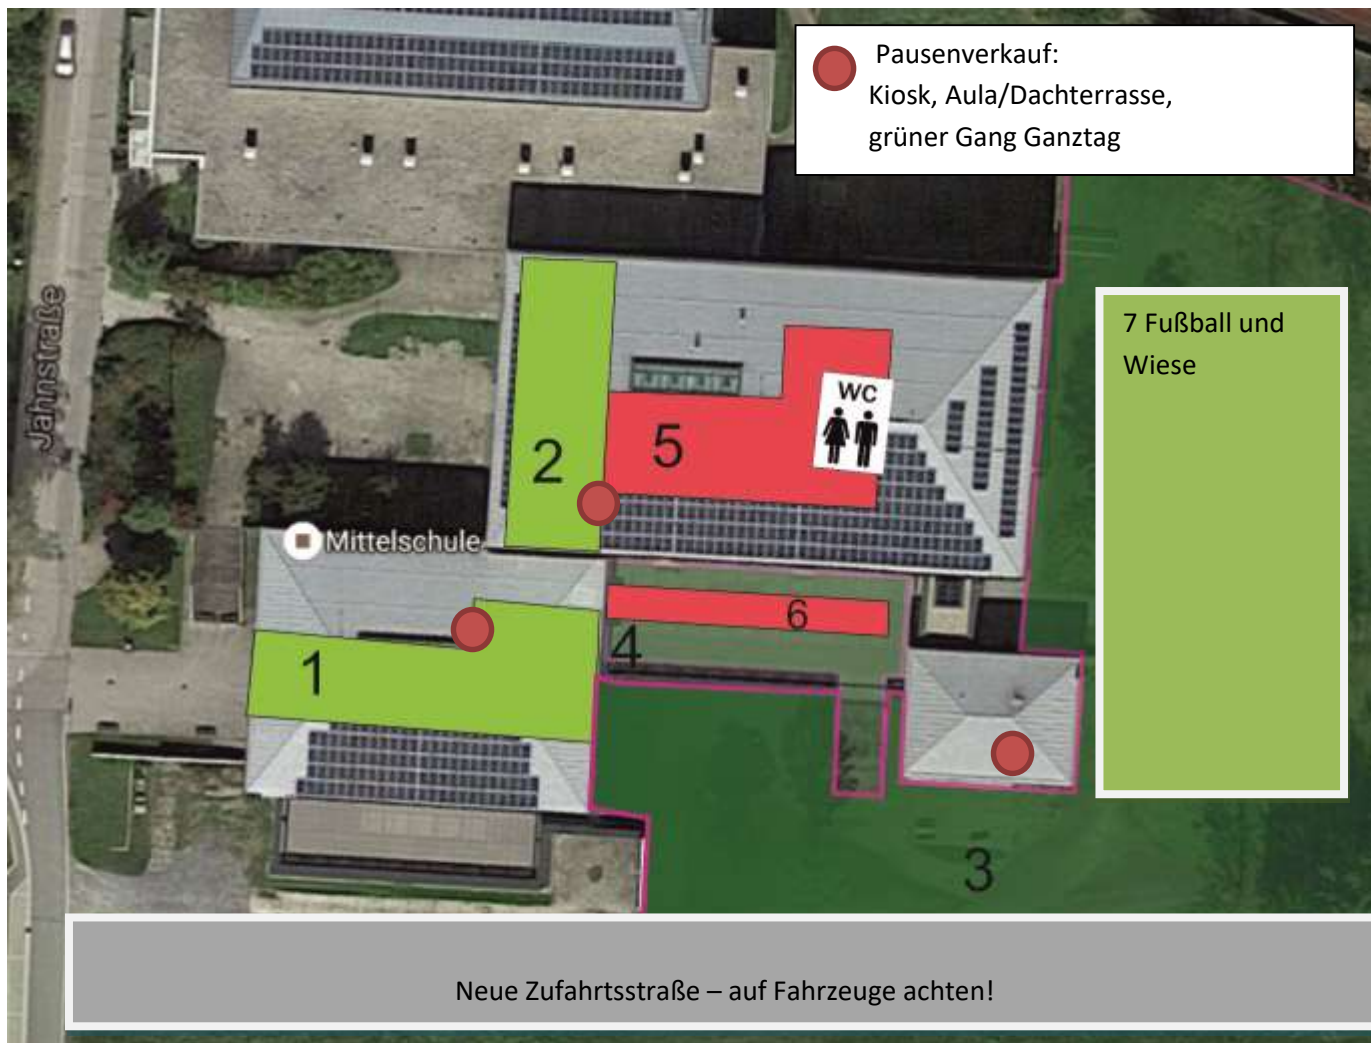 Pausenverkauf:
Kiosk, Aula/Dachterrasse,
grüner Gang Ganztag
Jahnstraße
7 Fußball und
Wiese
WC
2
5
Mittelschule
6
4
1
3
Neue Zufahrtsstraße – auf Fahrzeuge achten!